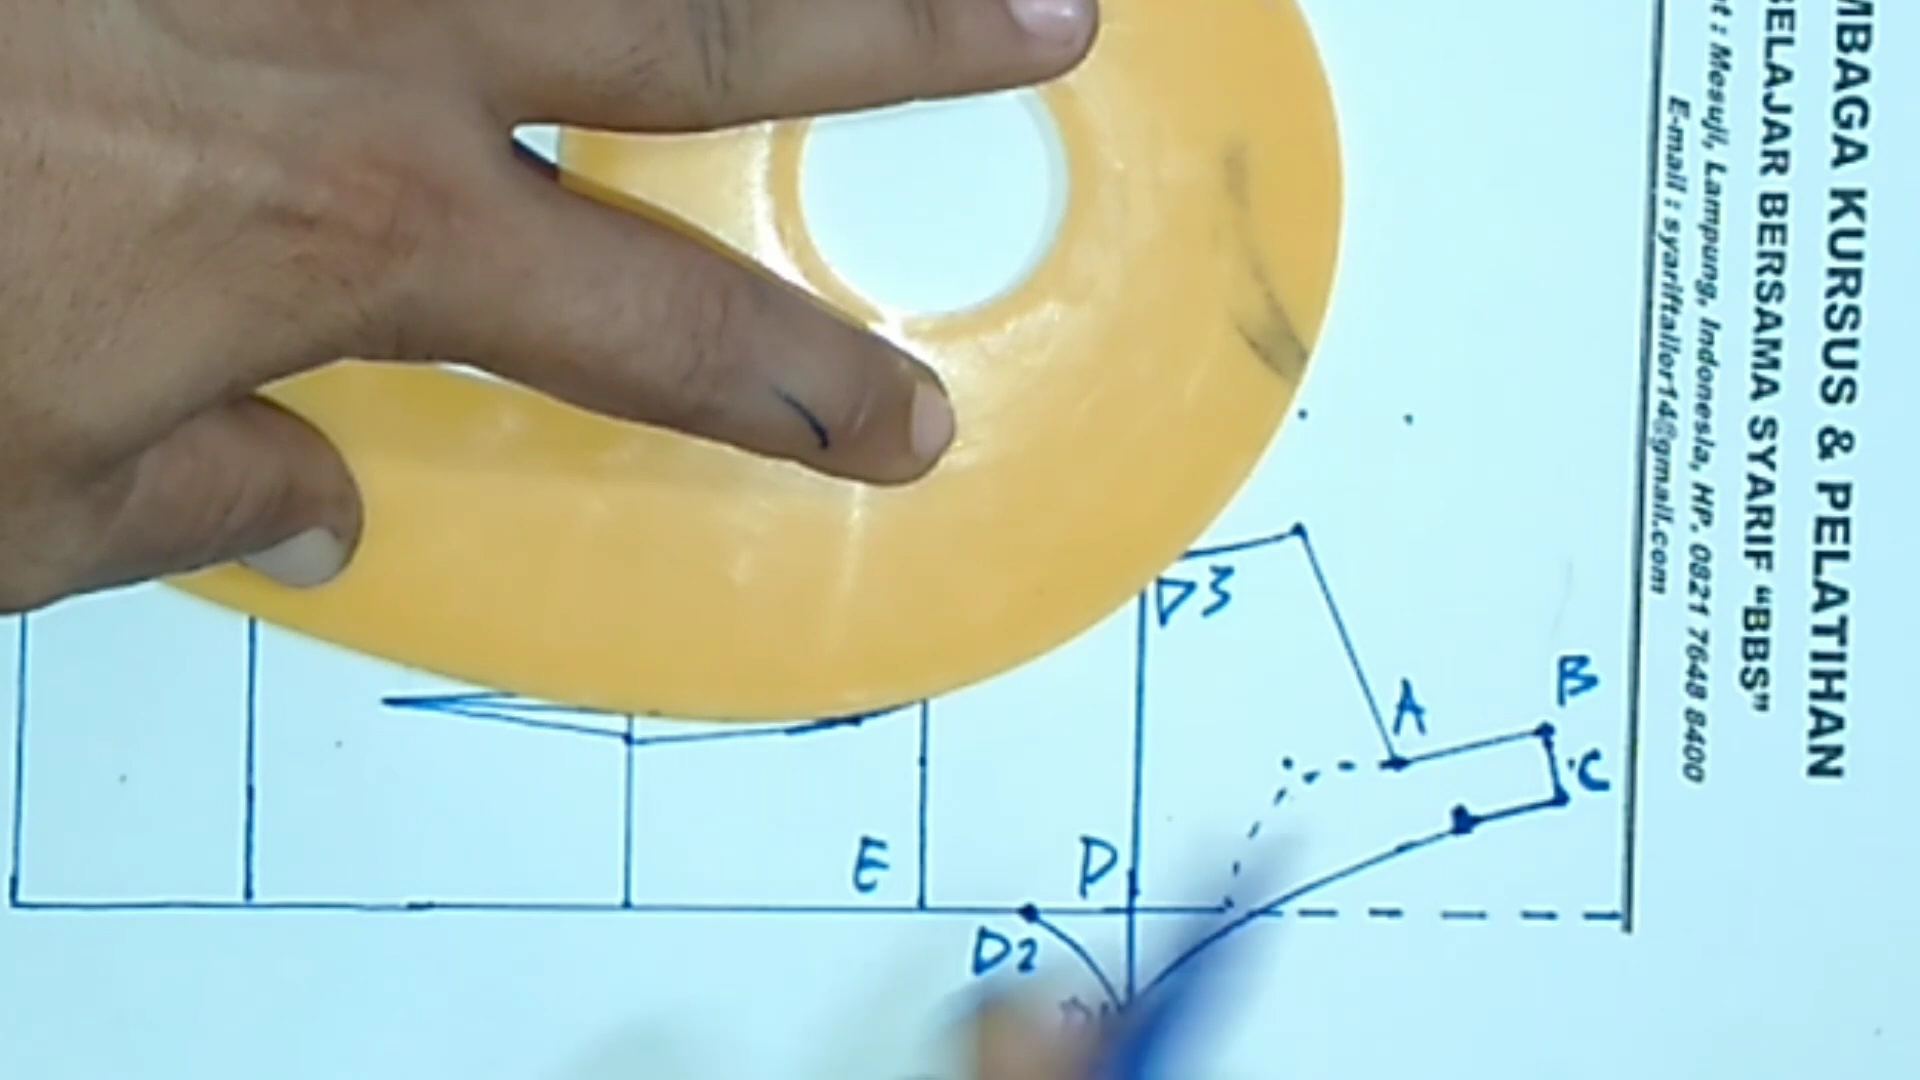 MBAGA KURSUS & PELATIHAN
BELAJAR BERSAMA SYARIF “BBS”
t : Mesuji, Lampung, Indonesia, HP. 0821 7648 8400
E-mail : syariftailor14@gmail.com
D3
B
A
C
E
D
D2